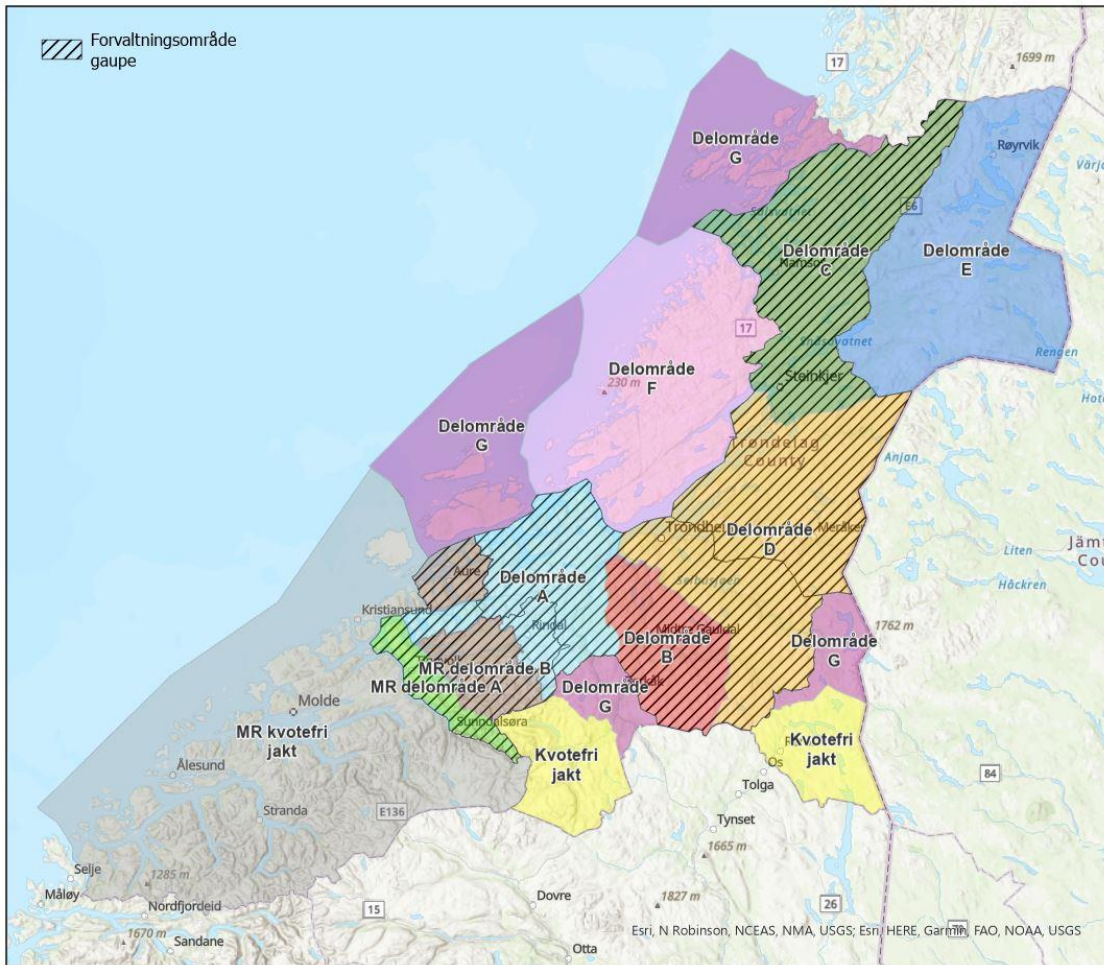 Forvaltningsområde
gaupe
17
1699 m
Delområde
G
Røyrvik
E6
Delområde
C
Delområde
E
17
Snåsavatnet
Rengen
Steinkjer
Delområde
F
230 m
Delområde
G
Trøndelag
County
Anjan
Delområde
D
Meråker
Liten
Håckren
Aure
Delområde
A
Rindal
Kristiansund
Delområde
B
Delområde
G
1762 m
MR delområde B
MR delområde A
Delområde
G
Molde
Sunndalsøra
MR kvotefri
jakt
Kvotefri
jakt
Kvotefri
jakt
Os
Ålesund
Tolga
84
Stranda
E136
Tynset
1665 m
Selje
1285 m
Måløy
Nordfjordeid
15
Dovre
1827 m
26
1670 m
Sandane
Otta
Esri, N Robinson, NCEAS, NMA, USGS; Esri, HERE, Garmin, FAO, NOAA, USGS